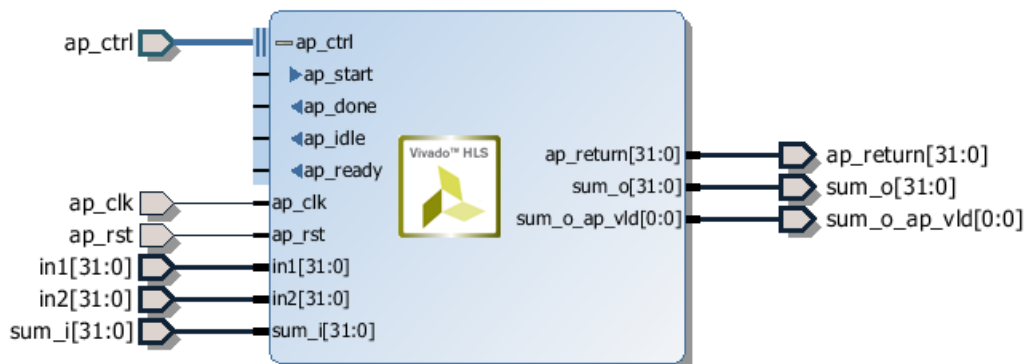 ap_ctrl
ap_ctrl
ap_start
ap_done
ap_idle
ap_ready
ap_clk
ap_clk
ap_rst
ap_rst
in1[31:0]
in1[31:0]
in2[31:0]
in2[31:0]
sum_i[31:0]
sum_i[31:0]
Vivado™ HLS
ap_return[31:0]
ap_return[31:0]
sum_o[31:0]
sum_o[31:0]
sum_o_ap_vld[0:0]
sum_o_ap_vld[0:0]